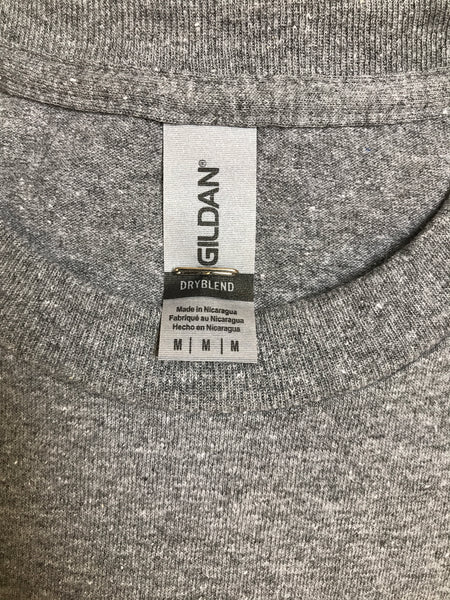 GILDAN®
DRYBLEND
Made in Nicaragua
Fabriqué au Nicaragua
Hecho en Nicaragua
M | M | M